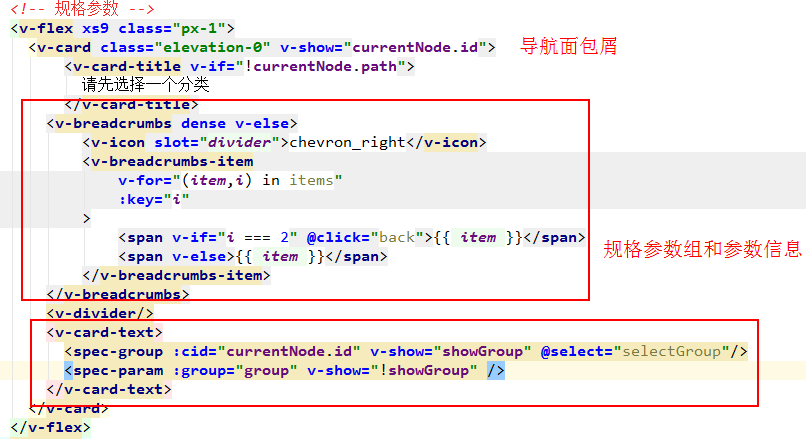 <!-- 规格参数 -->
<v-flex xs9 class="px-1">
<v-card class="elevation-0" v-show="currentNode.id">
导航面包屑
<v-card-title v-if="!currentNode.path">
请先选择一个分类
</v-card-title>
<v-breadcrumbs dense v-else>
<v-icon slot="divider">chevron_right</v-icon>
<v-breadcrumbs-item
v-for="(item,i) in items"
:key="i"
>
<span v-if="i === 2" @click="back">{{ item }}</span>
规格参数组和参数信息
<span v-else>{{ item }}</span>
</v-breadcrumbs-item>
</v-breadcrumbs>
<v-divider/>
<v-card-text>
<spec-group :cid="currentNode.id" v-show="showGroup" @select="selectGroup"/>
<spec-param :group="group" v-show="!showGroup" />
</v-card-text>
</v-card>
</v-flex>